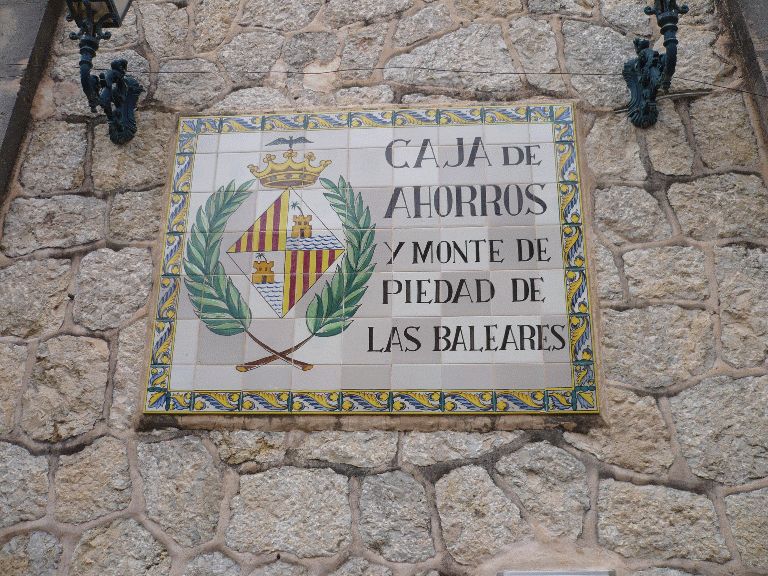 CAJA DE
AHORROS
Y MONTE DE
PIEDAD DE
LAS BALEARES